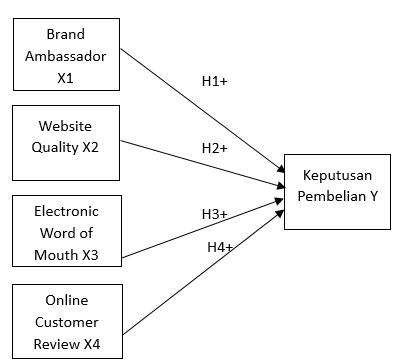 Brand
Ambassador
X1
H1+
Website
Quality X2
H2+
Keputusan
Pembelian Y
Electronic
Word of
Mouth X3
H3+
H4+
Online
Customer
Review X4